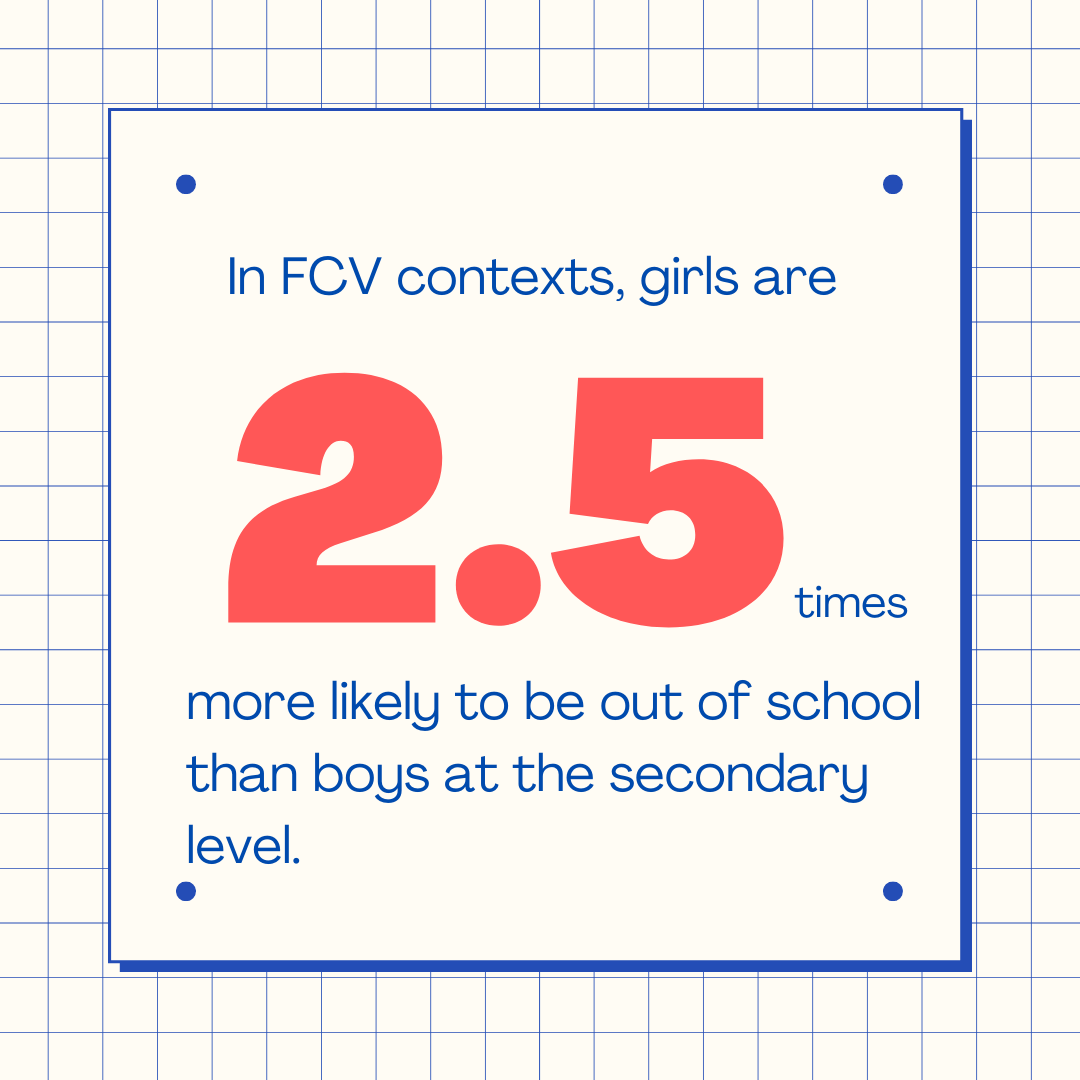 In FCV contexts, girls are
2.5 times
more likely to be out of school
than boys at the secondary
level.